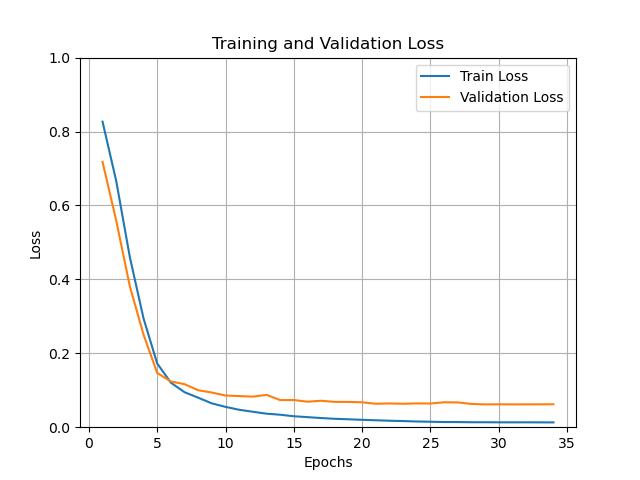 Training and Validation Loss
Train Loss
Validation Loss
1.0
0.8
0.6
0.4
0.2
0.0
Loss
0 5 10 15 20 25 30 35
Epochs